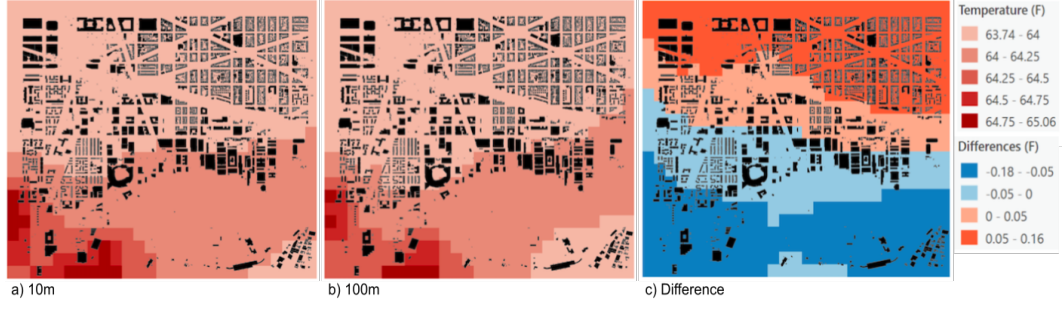 Temperature (F)
63.74 - 64
64 - 64.25
64.25 - 64.5
64.5 - 64.75
64.75 - 65.06
Differences (F)
-0.18 - -0.05
-0.05 - 0
0 - 0.05
0.05 - 0.16
a) 10m
b) 100m
c) Difference